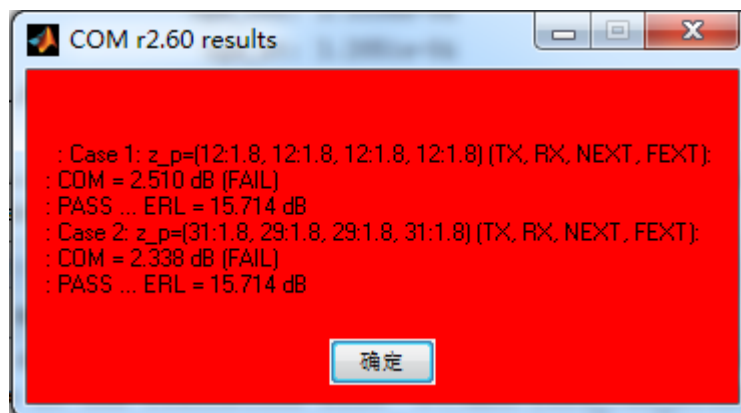 COM r2.60 results
: Case 1: z_p=(12:1.8, 12:1.8, 12:1.8, 12:1.8) (TX, RX, NEXT, FEXT):
: COM = 2.510 dB (FAIL)
: PASS ... ERL = 15.714 dB
: Case 2: z_p=(31:1.8, 29:1.8, 29:1.8, 31:1.8) (TX, RX, NEXT, FEXT):
: COM = 2.338 dB (FAIL)
: PASS ... ERL = 15.714 dB
确定